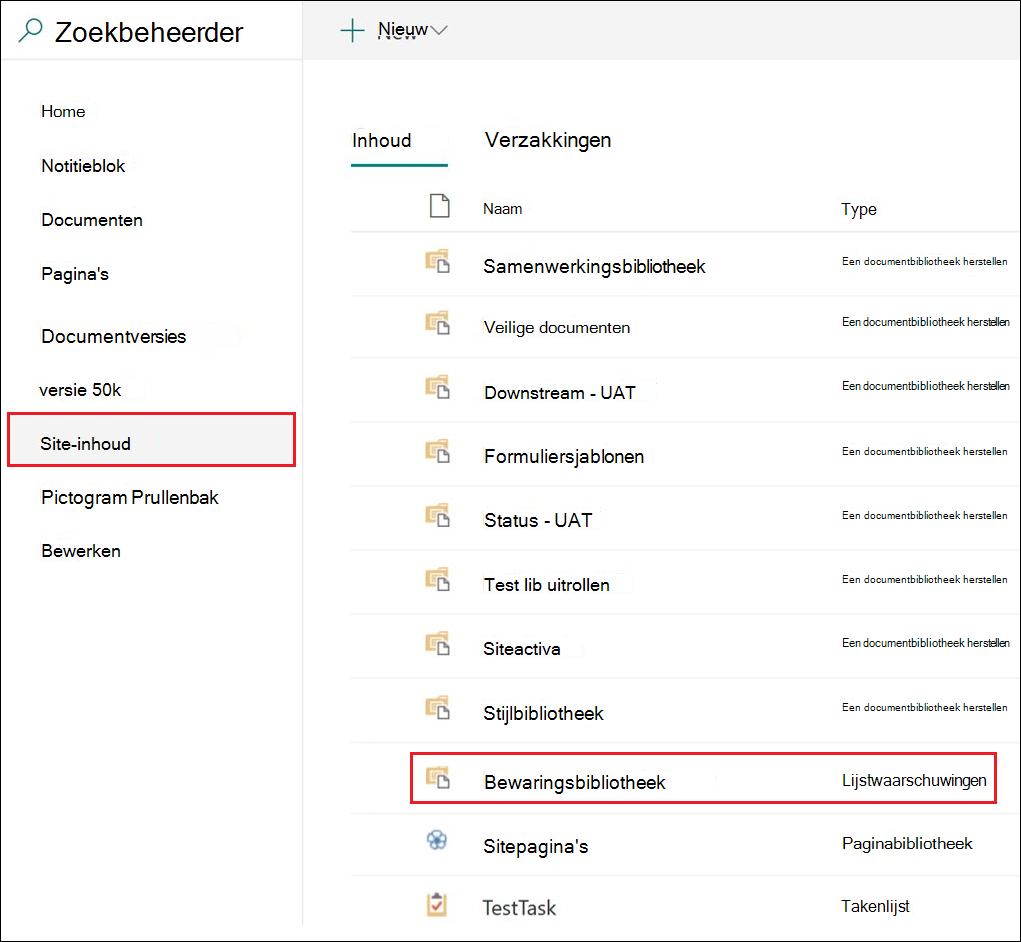 Zoekbeheerder
Nieuw
Home
Notitieblok
Documenten
Pagina's
Documentversies
versie 50k
Site-inhoud
Pictogram Prullenbak
Bewerken
Inhoud Verzakkingen
Naam Type
Samenwerkingsbibliotheek Een documentbibliotheek herstellen
Veilige documenten Een documentbibliotheek herstellen
Downstream - UAT Een documentbibliotheek herstellen
Formuliersjablonen Een documentbibliotheek herstellen
Status - UAT Een documentbibliotheek herstellen
Test lib uitrollen Een documentbibliotheek herstellen
Siteactiva Een documentbibliotheek herstellen
Stijlbibliotheek Een documentbibliotheek herstellen
Bewaringsbibliotheek Lijstwaarschuwingen
Sitepagina's Paginabibliotheek
TestTask Takenlijst